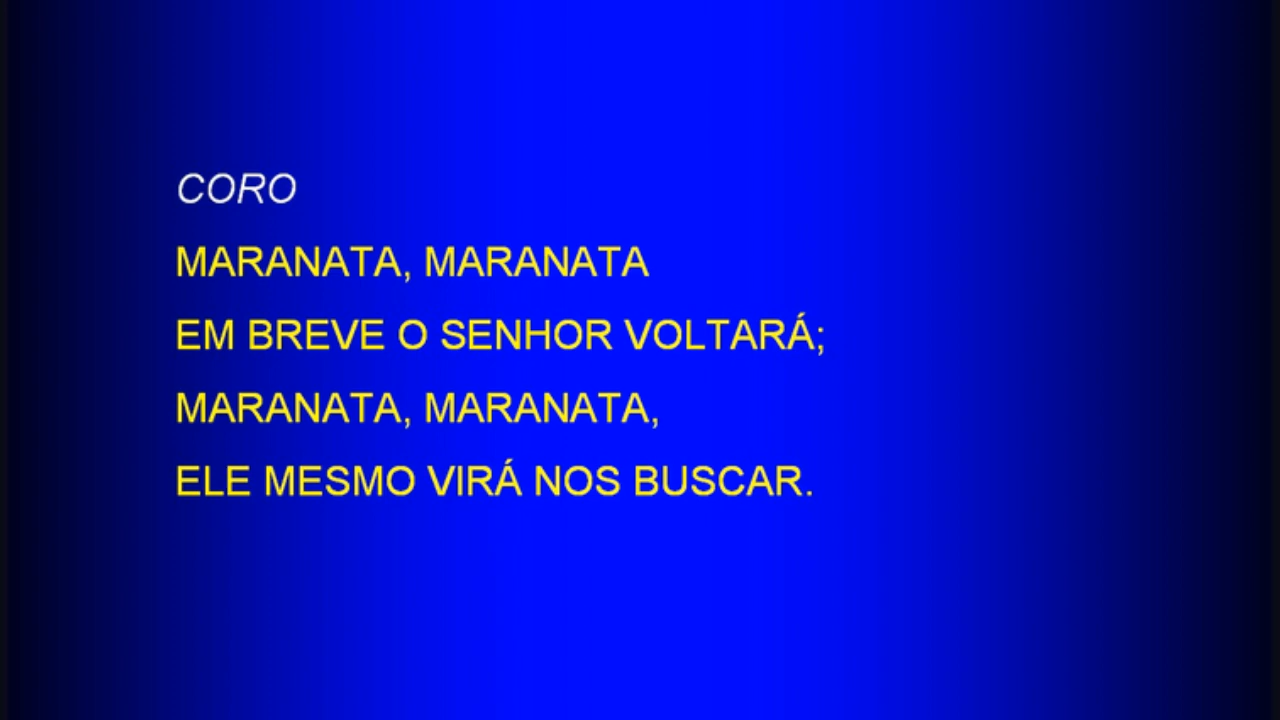 CORO
MARANATA, MARANATA
EM BREVE O SENHOR VOLTARÁ;
MARANATA, MARANATA,
ELE MESMO VIRÁ NOS BUSCAR.